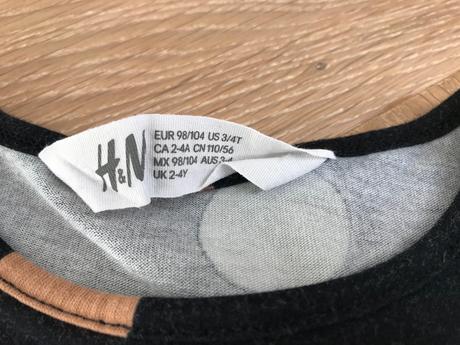 H&M
EUR 98/104 US 3/4T
CA 2-4A CN 110/56
MX 98/104 AUS 3-4
UK 2-4Y